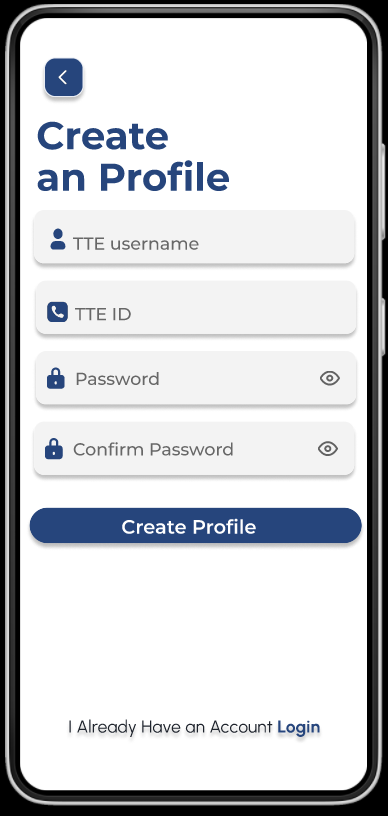 Create
an Profile
TTE username
TTE ID
Password
Confirm Password
Create Profile
I Already Have an Account Login